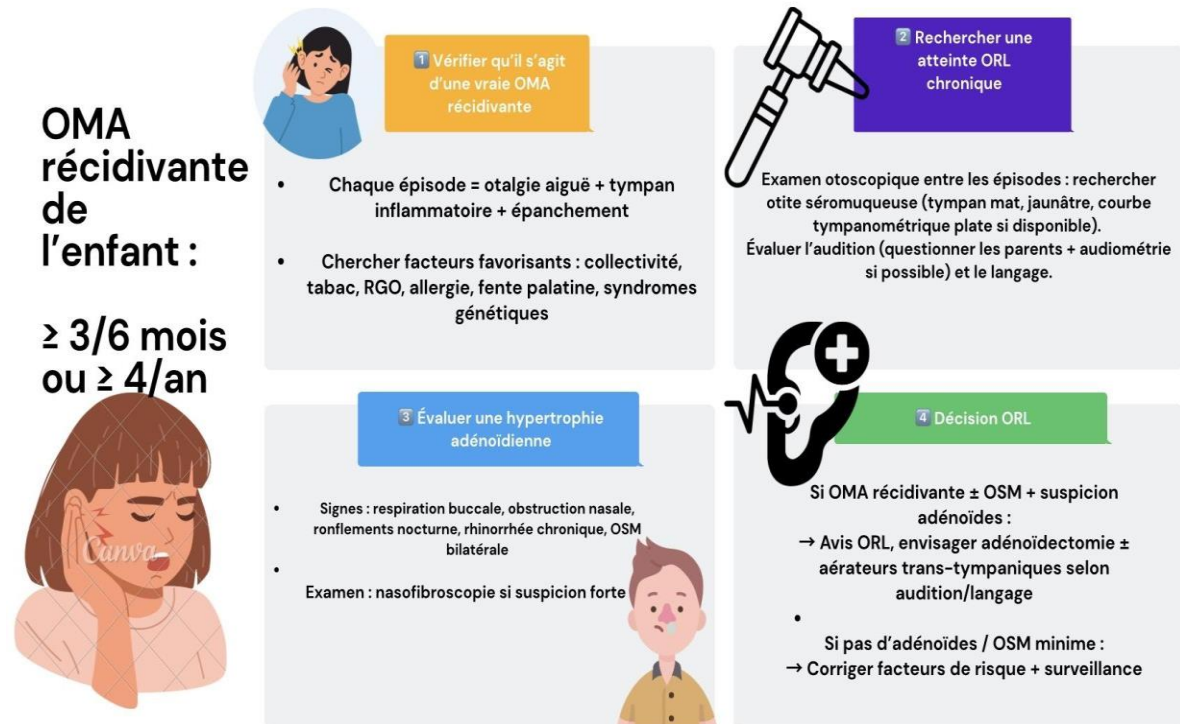 OMA
récidivante
de
l'enfant :
≥ 3/6 mois
ou ≥ 4/an
1 Vérifier qu'il s'agit
d'une vraie OMA
récidivante
• Chaque épisode = otalgie aiguë + tympan
inflammatoire + épanchement
• Chercher facteurs favorisants : collectivité,
tabac, RGO, allergie, fente palatine, syndromes
génétiques
2 Rechercher une
atteinte ORL
chronique
Examen otoscopique entre les épisodes : rechercher
otite séromuqueuse (tympan mat, jaunâtre, courbe
tympanométrique plate si disponible).
Évaluer l'audition (questionner les parents + audiométrie
si possible) et le langage.
3 Évaluer une hypertrophie
adénoïdienne
• Signes : respiration buccale, obstruction nasale,
ronflements nocturne, rhinorrhée chronique, OSM
bilatérale
•
Examen : nasofibroscopie si suspicion forte
4 Décision ORL
Si OMA récidivante ± OSM + suspicion
adénoïdes :
→ Avis ORL, envisager adénoïdectomie ±
aérateurs trans-tympaniques selon
audition/langage
•
Si pas d'adénoïdes / OSM minime :
→ Corriger facteurs de risque + surveillance
Canva